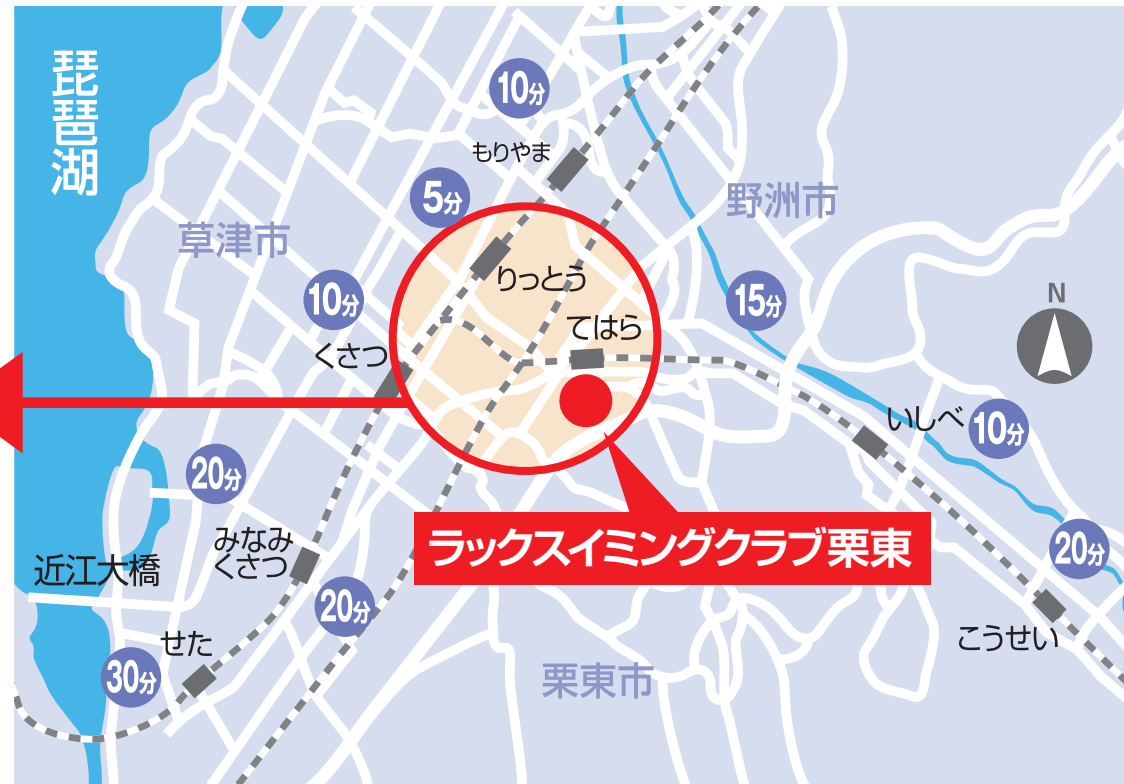 琵琶湖
10分
もりやま
5分
野洲市
草津市
りっとう
10分
15分
N
てはら
くさつ
いしべ
10分
20分
みなみ
くさつ
ラックスイミングクラブ栗東
20分
近江大橋
20分
こうせい
せた
30分
栗東市